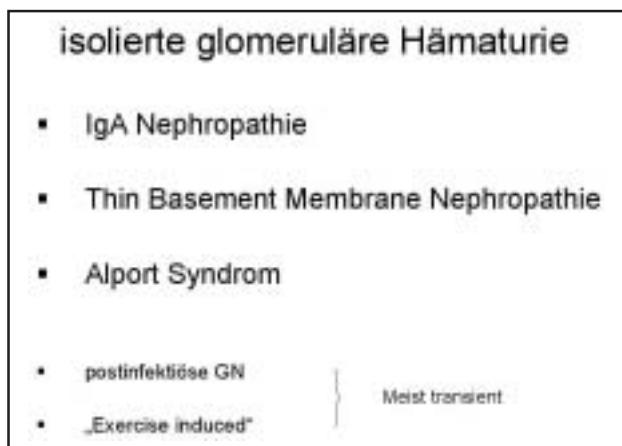 isolierte glomeruläre Hämaturie
▪ IgA Nephropathie
▪ Thin Basement Membrane Nephropathie
▪ Alport Syndrom
▪ postinfektiöse GN
Meist transient
▪ „Exercise induced“